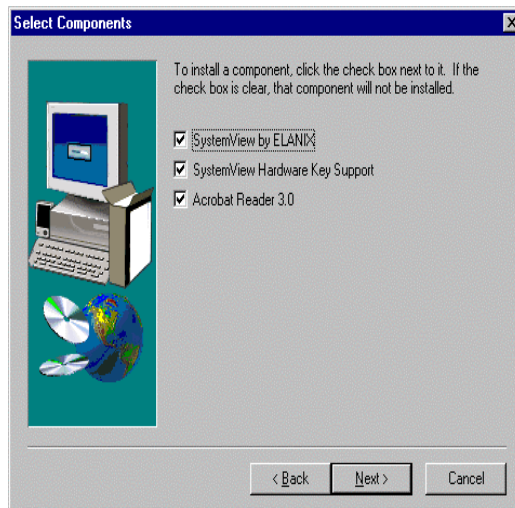 Select Components
To install a component, click the check box next to it. If the
check box is clear, that component will not be installed.
SystemView by ELANIX
SystemView Hardware Key Support
Acrobat Reader 3.0
< Back
Next >
Cancel